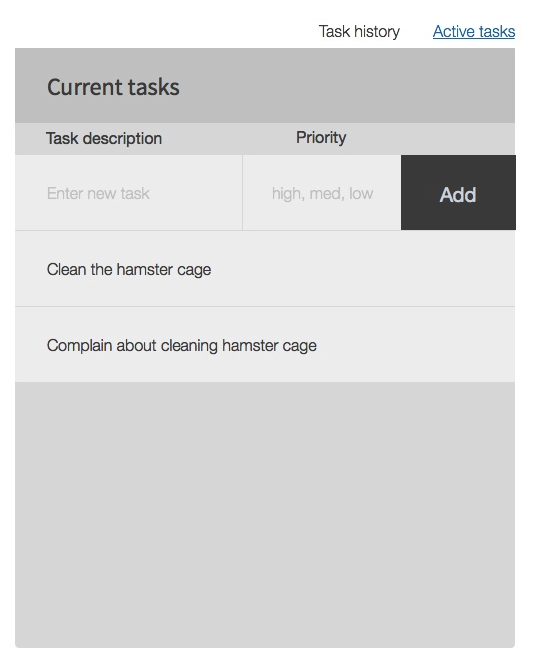 Task history Active tasks
Current tasks
Task description Priority
Enter new task high, med, low Add
Clean the hamster cage
Complain about cleaning hamster cage